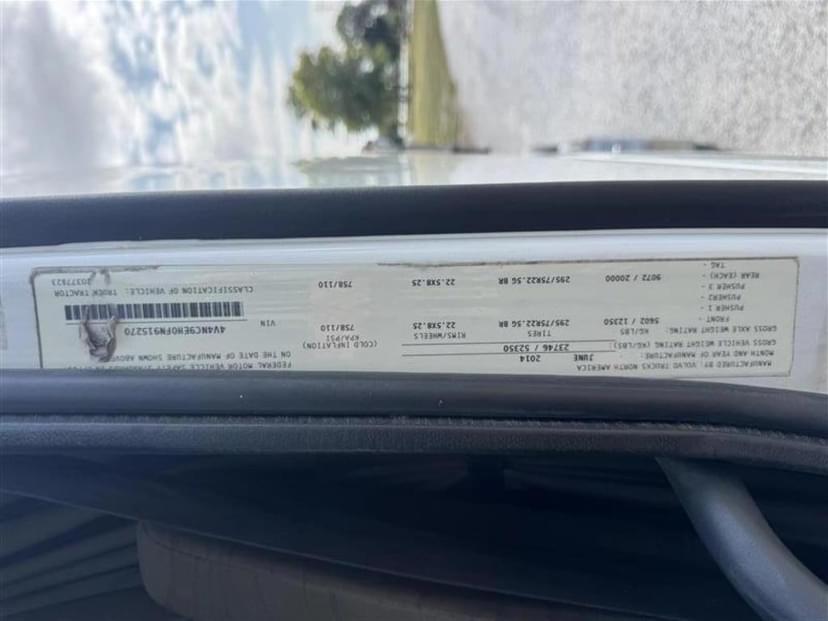 MANUFACTURED BY: VOLVO TRUCKS NORTH AMERICA
MONTH AND YEAR OF MANUFACTURE: JUNE 2014
GROSS VEHICLE WEIGHT RATING (KG/LBS) 23746 / 52350
GROSS AXLE WEIGHT RATING: KG/LBS TIRES RIMS/WHEELS (COLD INFLATION) KPA/PSI
- FRONT 5602 / 12350 295/75R22.5G BR 22.5X8.25 758/110
- PUSHER 1
PUSHER2
PUSHER 3
REAR (EACH) - 9072 / 20000 295/75R22.5G BR 22.5X8.25 758/110
TAG -
FEDERAL MOTOR VEHICLE SAFETY
ON THE DATE OF MANUFACTURE SHOWN ABOVE
VIN 4V4NC9EH0FN915270
CLASSIFICATION OF VEHICLE: TRUCK TRACTOR
20377823